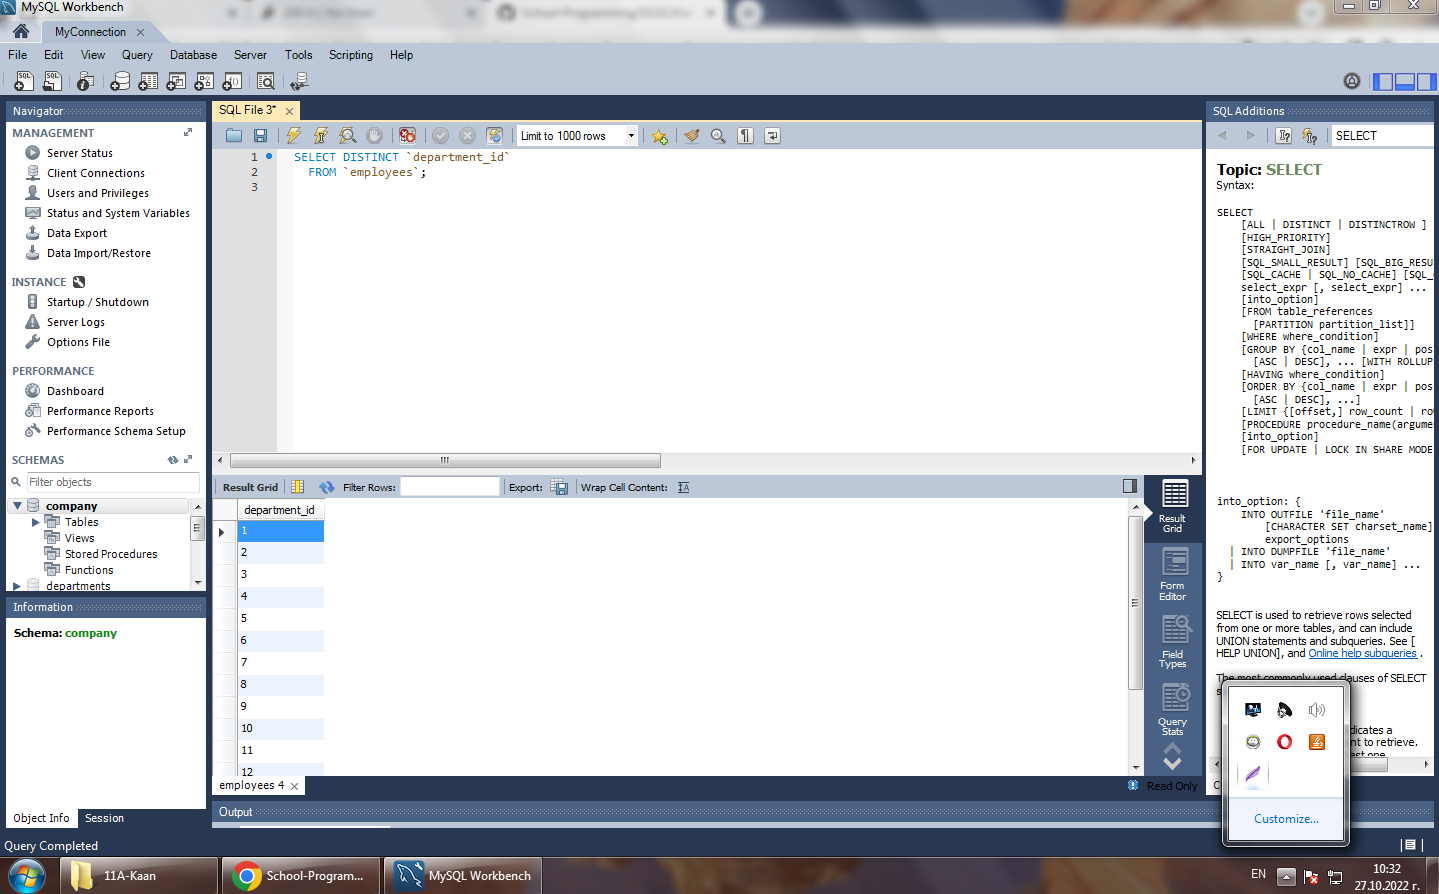 MySQL Workbench
MyConnection
File Edit View Query Database Server Tools Scripting Help
Navigator
MANAGEMENT
Server Status
Client Connections
Users and Privileges
Status and System Variables
Data Export
Data Import/Restore
INSTANCE
Startup / Shutdown
Server Logs
Options File
PERFORMANCE
Dashboard
Performance Reports
Performance Schema Setup
SCHEMAS
Filter objects
company
Tables
Views
Stored Procedures
Functions
departments
Information
Schema: company
Object Info Session
Query Completed
SQL File 3*
Limit to 1000 rows
1 SELECT DISTINCT `department_id`
2 FROM `employees`;
3
Result Grid Filter Rows: Export: Wrap Cell Content:
department_id
1
2
3
4
5
6
7
8
9
10
11
12
Result Grid
Form Editor
Field Types
Query Stats
employees 4
Read Only
Output
SQL Additions
SELECT
Topic: SELECT
Syntax:
SELECT
[ALL | DISTINCT | DISTINCTROW ]
[HIGH_PRIORITY]
[STRAIGHT_JOIN]
[SQL_SMALL_RESULT] [SQL_BIG_RESU
[SQL_CACHE | SQL_NO_CACHE] [SQL_
select_expr [, select_expr] ...
[into_option]
[FROM table_references
[PARTITION partition_list]]
[WHERE where_condition]
[GROUP BY {col_name | expr | pos
[ASC | DESC], ... [WITH ROLLUP
[HAVING where_condition]
[ORDER BY {col_name | expr | pos
[ASC | DESC], ...]
[LIMIT {[offset,] row_count | ro
[PROCEDURE procedure_name(argume
[into_option]
[FOR UPDATE | LOCK IN SHARE MODE
into_option: {
INTO OUTFILE 'file_name'
[CHARACTER SET charset_name]
export_options
| INTO DUMPFILE 'file_name'
| INTO var_name [, var_name] ...
}
SELECT is used to retrieve rows selected
from one or more tables, and can include
UNION statements and subqueries. See [
HELP UNION], and Online help subqueries .
The most commonly used clauses of SELECT
dicates a
nt to retrieve.
Customize...
11A-Kaan
School-Program...
MySQL Workbench
EN
10:32
27.10.2022 г.